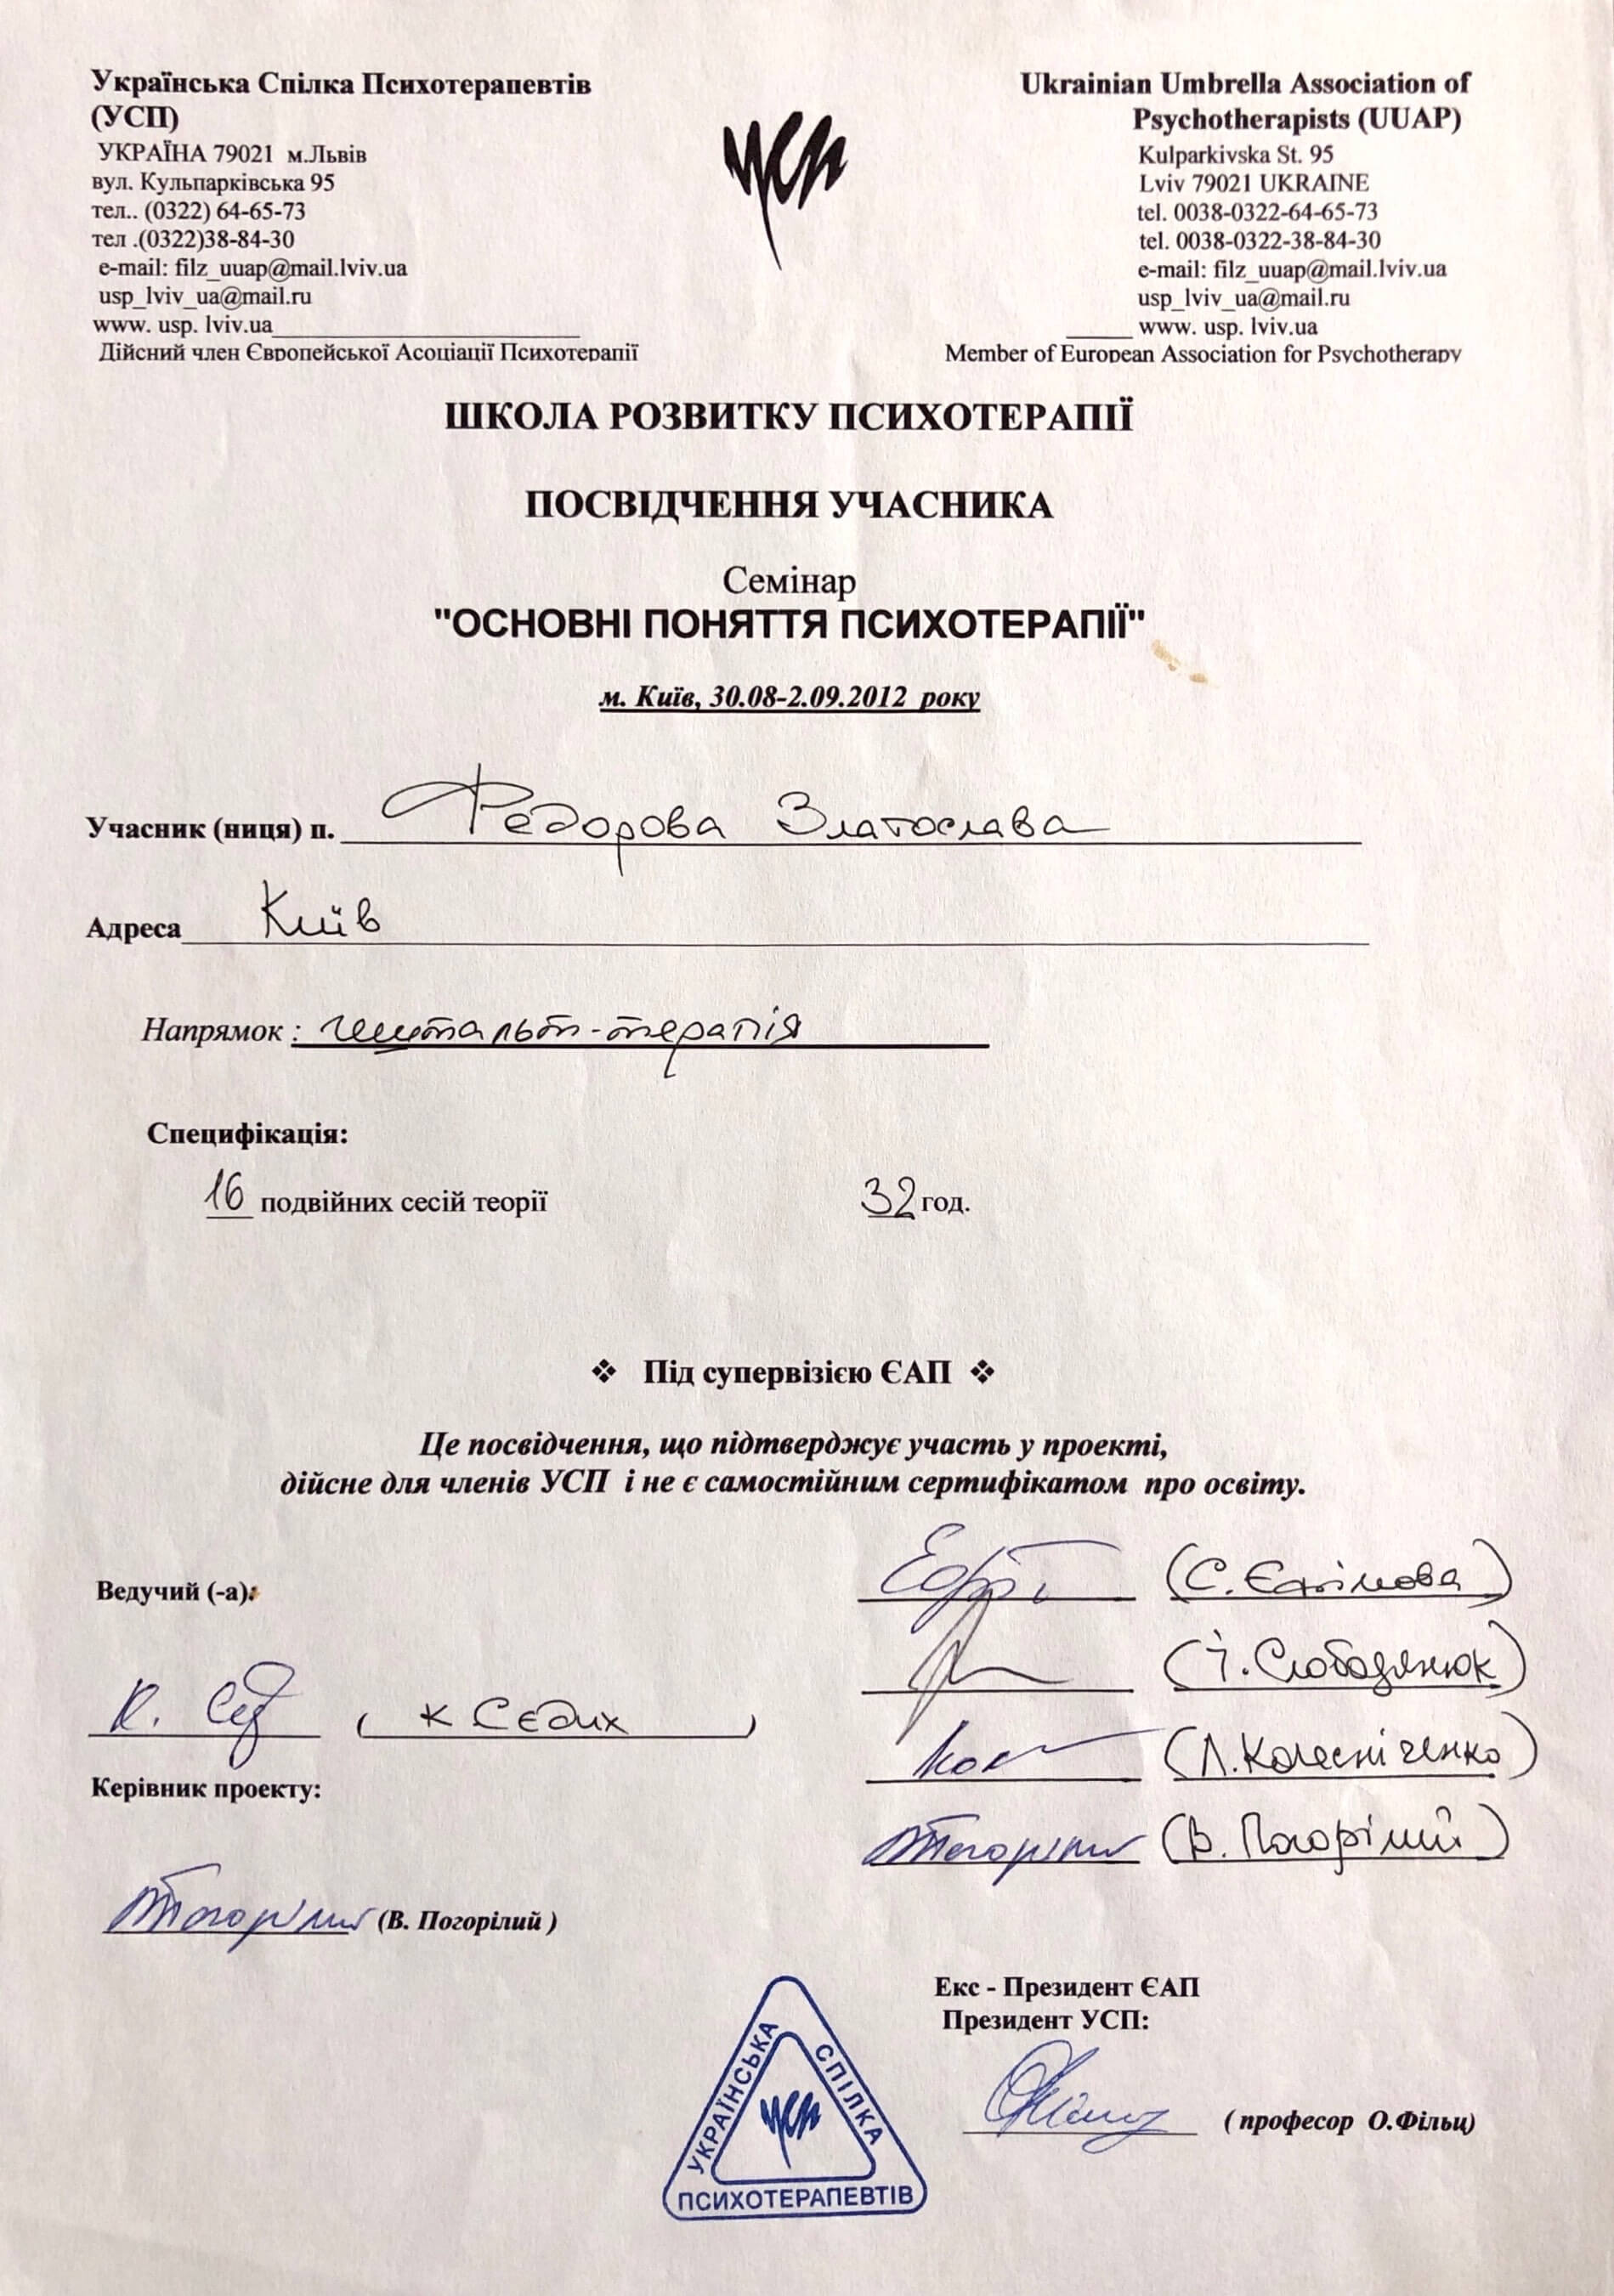 Українська Спілка Психотерапевтів
(УСП)
УКРАЇНА 79021 м.Львів
вул. Кульпарківська 95
тел.. (0322) 64-65-73
тел .(0322)38-84-30
e-mail: filz_uuap@mail.lviv.ua
usp_lviv_ua@mail.ru
www. usp. lviv.ua
Дійсний член Європейської Асоціації Психотерапії
усп
Ukrainian Umbrella Association of
Psychotherapists (UUAP)
Kulparkivska St. 95
Lviv 79021 UKRAINE
tel. 0038-0322-64-65-73
tel. 0038-0322-38-84-30
e-mail: filz_uuap@mail.lviv.ua
usp_lviv_ua@mail.ru
www. usp. lviv.ua
Member of European Association for Psychotherapy
ШКОЛА РОЗВИТКУ ПСИХОТЕРАПІЇ
ПОСВІДЧЕННЯ УЧАСНИКА
Семінар
"ОСНОВНІ ПОНЯТТЯ ПСИХОТЕРАПІЇ"
м. Київ, 30.08-2.09.2012 року
Учасник (ниця) п. Федорова Златослава
Адреса Київ
Напрямок : гештальт-терапія
Специфікація:
16 подвійних сесій теорії 32 год.
❖ Під супервізією ЄАП ❖
Це посвідчення, що підтверджує участь у проекті,
дійсне для членів УСП і не є самостійним сертифікатом про освіту.
Ведучий (-а):
(С. Єфімова)
(І. Слободянюк)
К. Сєд (К Сєдих)
(Л. Колесніченко)
Керівник проекту:
Погорілий (В. Погорілий)
Погорілий (В. Погорілий )
Екс - Президент ЄАП
Президент УСП:
( професор О.Фільц)
УКРАЇНСЬКА СПІЛКА ПСИХОТЕРАПЕВТІВ
усп